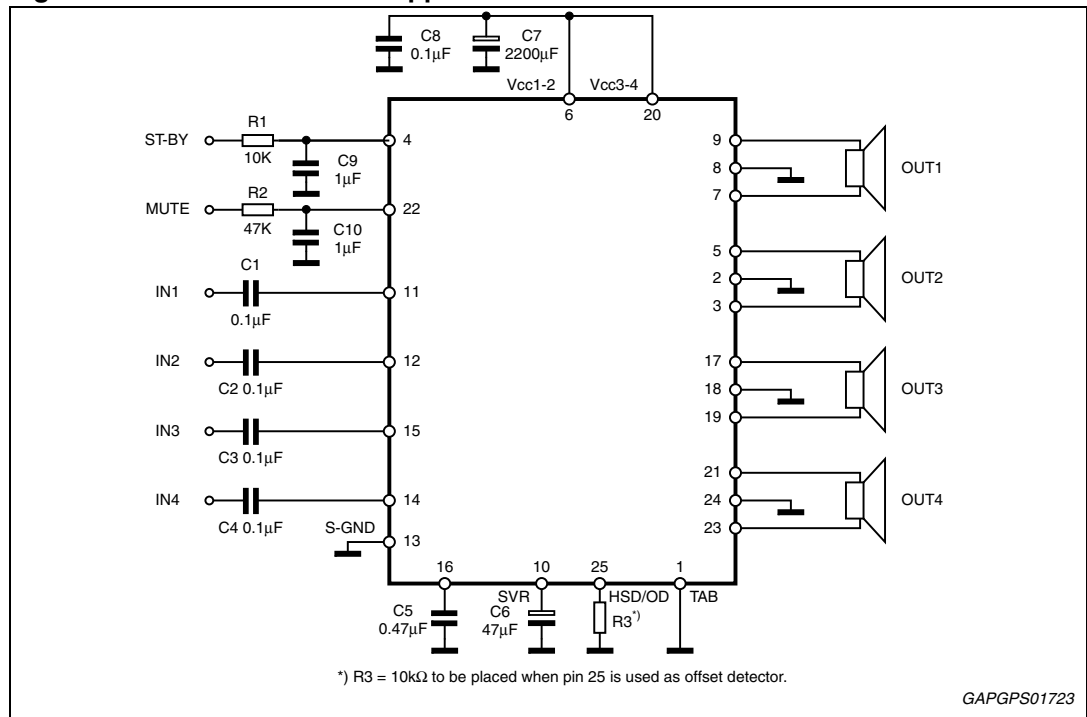 C8
0.1μF
C7
2200μF
Vcc1-2
Vcc3-4
6
20
ST-BY
R1
10K
C9
1μF
4
MUTE
R2
47K
C10
1μF
22
IN1
C1
0.1μF
11
IN2
C2 0.1μF
12
IN3
C3 0.1μF
15
IN4
C4 0.1μF
14
S-GND
13
9
8
7
OUT1
5
2
3
OUT2
17
18
19
OUT3
21
24
23
OUT4
16
10
25
1
SVR
HSD/OD
TAB
C5
0.47μF
C6
47μF
R3*)
*) R3 = 10kΩ to be placed when pin 25 is used as offset detector.
GAPGPS01723